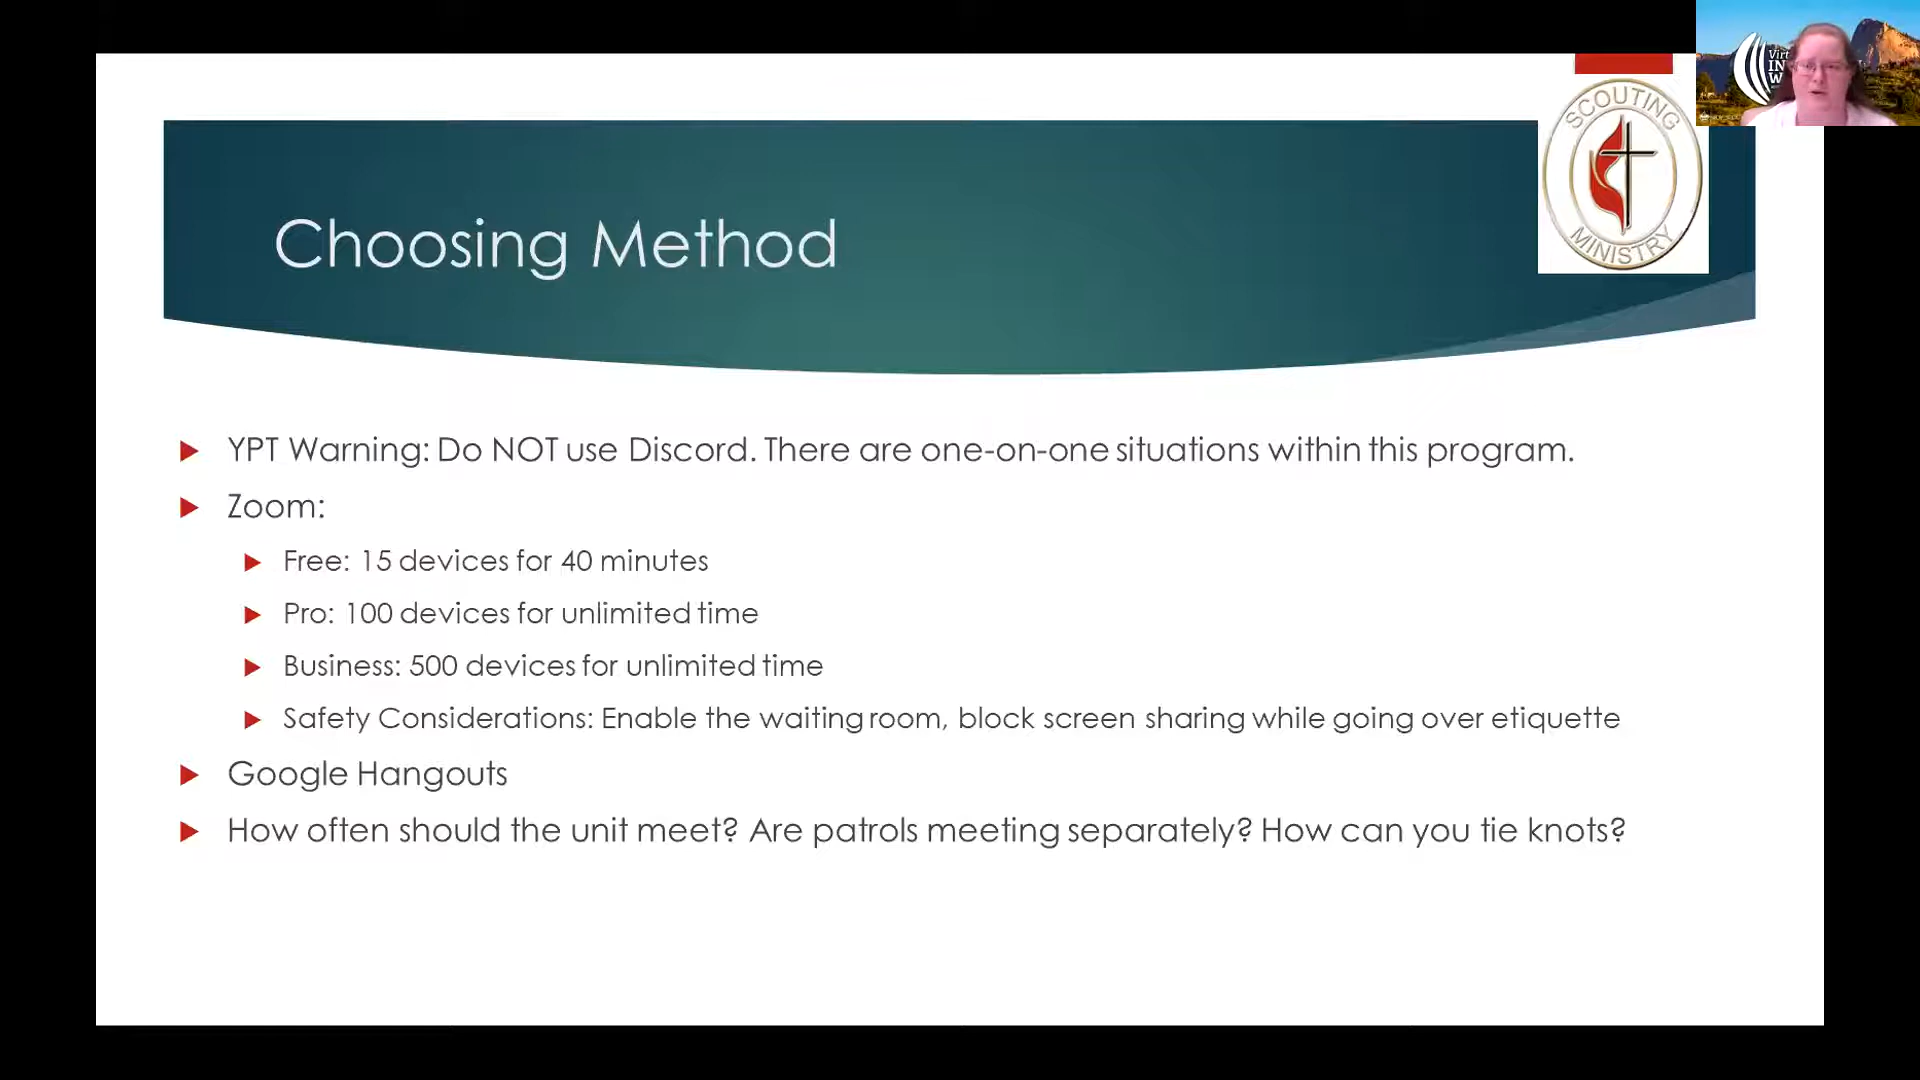 SCOUTING
MINISTRY
Choosing Method
YPT Warning: Do NOT use Discord. There are one-on-one situations within this program.
Zoom:
Free: 15 devices for 40 minutes
Pro: 100 devices for unlimited time
Business: 500 devices for unlimited time
Safety Considerations: Enable the waiting room, block screen sharing while going over etiquette
Google Hangouts
How often should the unit meet? Are patrols meeting separately? How can you tie knots?